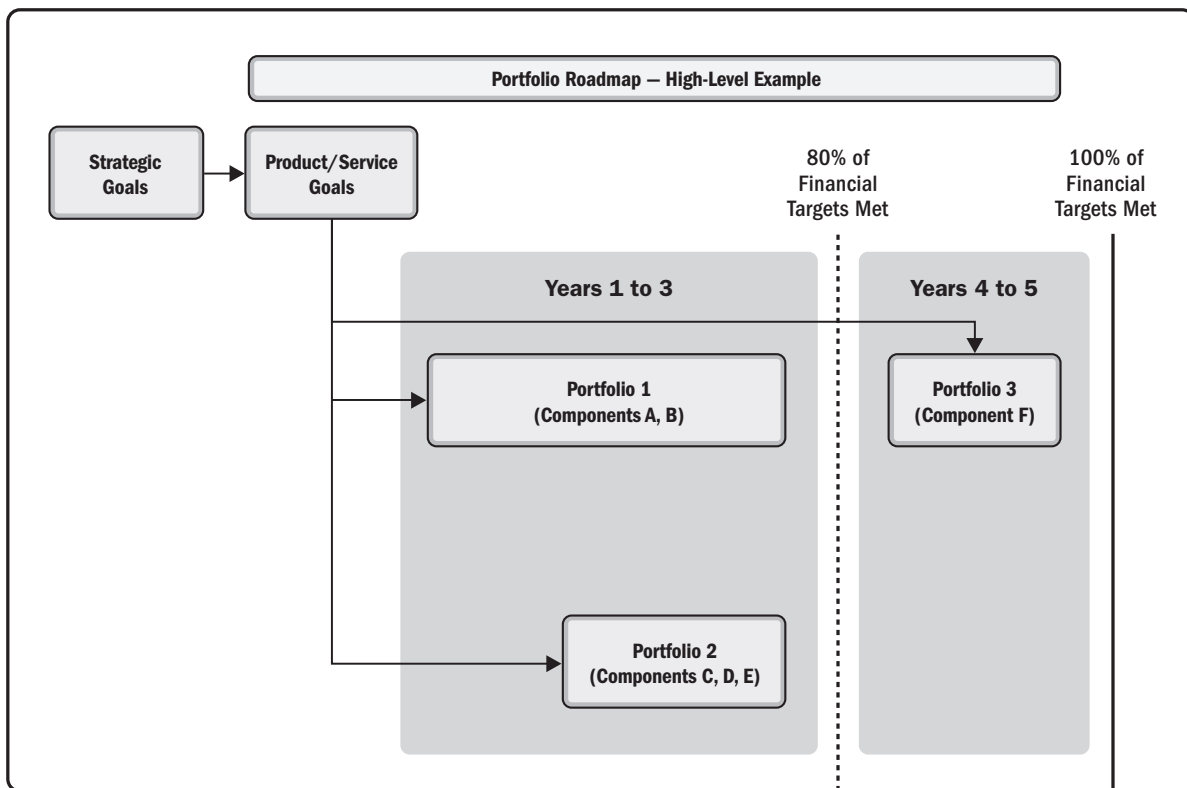 Portfolio Roadmap — High-Level Example
Strategic
Goals
Product/Service
Goals
80% of
Financial
Targets Met
100% of
Financial
Targets Met
Years 1 to 3
Years 4 to 5
Portfolio 1
(Components A, B)
Portfolio 3
(Component F)
Portfolio 2
(Components C, D, E)